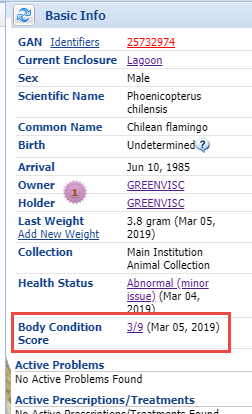 Basic Info
GAN Identifiers 25732974
Current Enclosure Lagoon
Sex Male
Scientific Name Phoenicopterus
chilensis
Common Name Chilean flamingo
Birth Undetermined ?
Arrival Jun 10, 1985
Owner GREENVISC
1
Holder GREENVISC
Last Weight 3.8 gram (Mar 05,
Add New Weight 2019)
Collection Main Institution
Animal Collection
Health Status Abnormal (minor
issue) (Mar 04,
2019)
Body Condition 3/9 (Mar 05, 2019)
Score
Active Problems
No Active Problems Found
Active Prescriptions/Treatments
No Active Prescriptions/Treatments Found